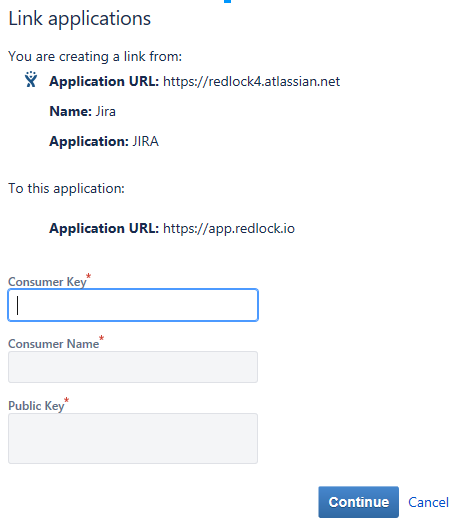 Link applications
You are creating a link from:
Application URL: https://redlock4.atlassian.net
Name: Jira
Application: JIRA
To this application:
Application URL: https://app.redlock.io
Consumer Key*
Consumer Name*
Public Key*
Continue Cancel